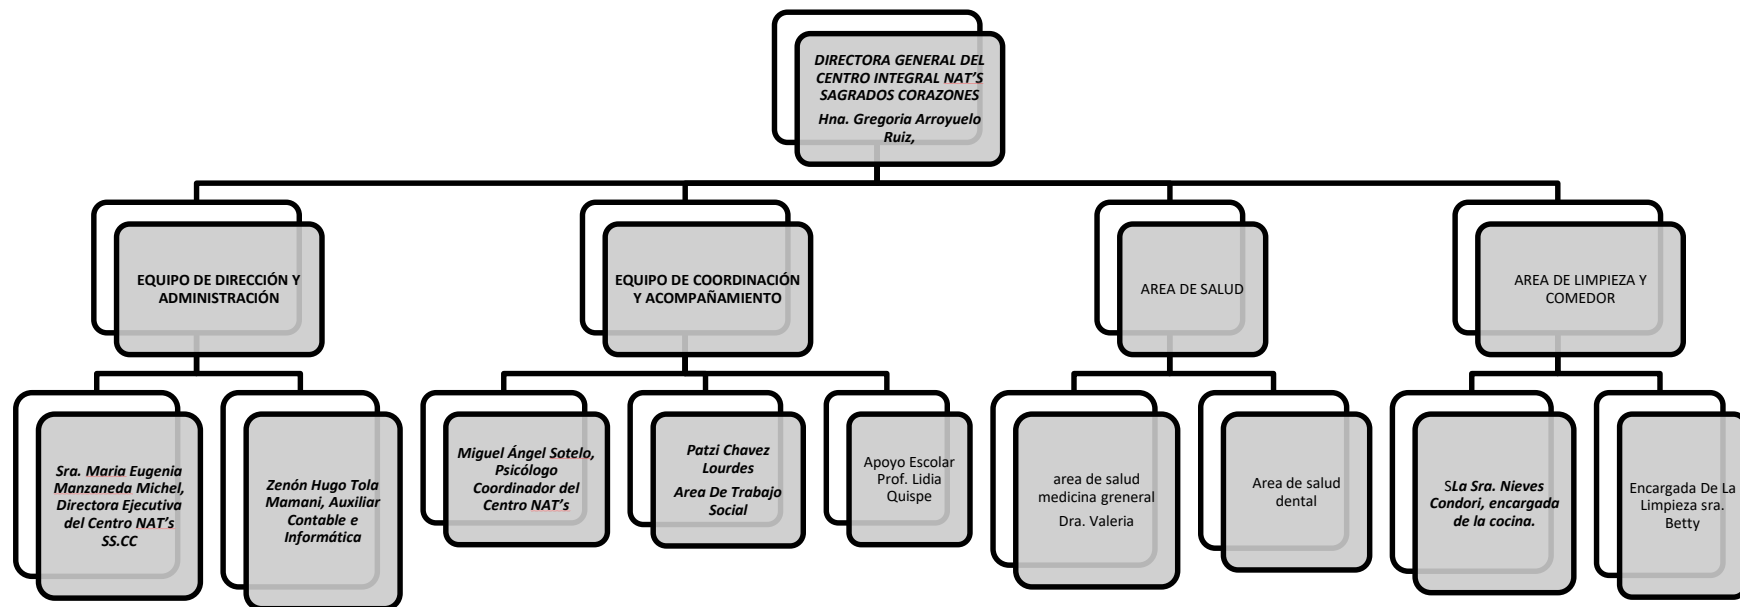 DIRECTORA GENERAL DEL
CENTRO INTEGRAL NAT’S
SAGRADOS CORAZONES
Hna. Gregoria Arroyuelo
Ruiz,
EQUIPO DE DIRECCIÓN Y
ADMINISTRACIÓN
EQUIPO DE COORDINACIÓN
Y ACOMPAÑAMIENTO
AREA DE SALUD
AREA DE LIMPIEZA Y
COMEDOR
Sra. Maria Eugenia
Manzaneda Michel,
Directora Ejecutiva
del Centro NAT’s
SS.CC
Zenón Hugo Tola
Mamani, Auxiliar
Contable e
Informática
Miguel Ángel Sotelo,
Psicólogo
Coordinador del
Centro NAT’s
Patzi Chavez
Lourdes
Area De Trabajo
Social
Apoyo Escolar
Prof. Lidia
Quispe
area de salud
medicina greneral
Dra. Valeria
Area de salud
dental
SLa Sra. Nieves
Condori, encargada
de la cocina.
Encargada De La
Limpieza sra.
Betty